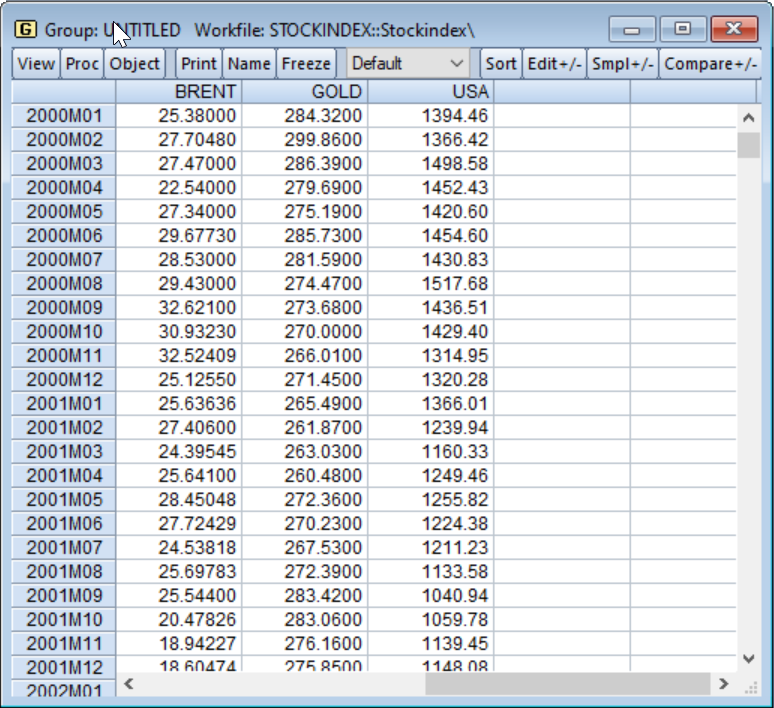 G Group: UNTITLED Workfile: STOCKINDEX::Stockindex\
View Proc Object Print Name Freeze Default Sort Edit+/- Smpl+/- Compare+/-
BRENT GOLD USA
2000M01 25.38000 284.3200 1394.46
2000M02 27.70480 299.8600 1366.42
2000M03 27.47000 286.3900 1498.58
2000M04 22.54000 279.6900 1452.43
2000M05 27.34000 275.1900 1420.60
2000M06 29.67730 285.7300 1454.60
2000M07 28.53000 281.5900 1430.83
2000M08 29.43000 274.4700 1517.68
2000M09 32.62100 273.6800 1436.51
2000M10 30.93230 270.0000 1429.40
2000M11 32.52409 266.0100 1314.95
2000M12 25.12550 271.4500 1320.28
2001M01 25.63636 265.4900 1366.01
2001M02 27.40600 261.8700 1239.94
2001M03 24.39545 263.0300 1160.33
2001M04 25.64100 260.4800 1249.46
2001M05 28.45048 272.3600 1255.82
2001M06 27.72429 270.2300 1224.38
2001M07 24.53818 267.5300 1211.23
2001M08 25.69783 272.3900 1133.58
2001M09 25.54400 283.4200 1040.94
2001M10 20.47826 283.0600 1059.78
2001M11 18.94227 276.1600 1139.45
2001M12 18.60474 275.8500 1148.08
2002M01